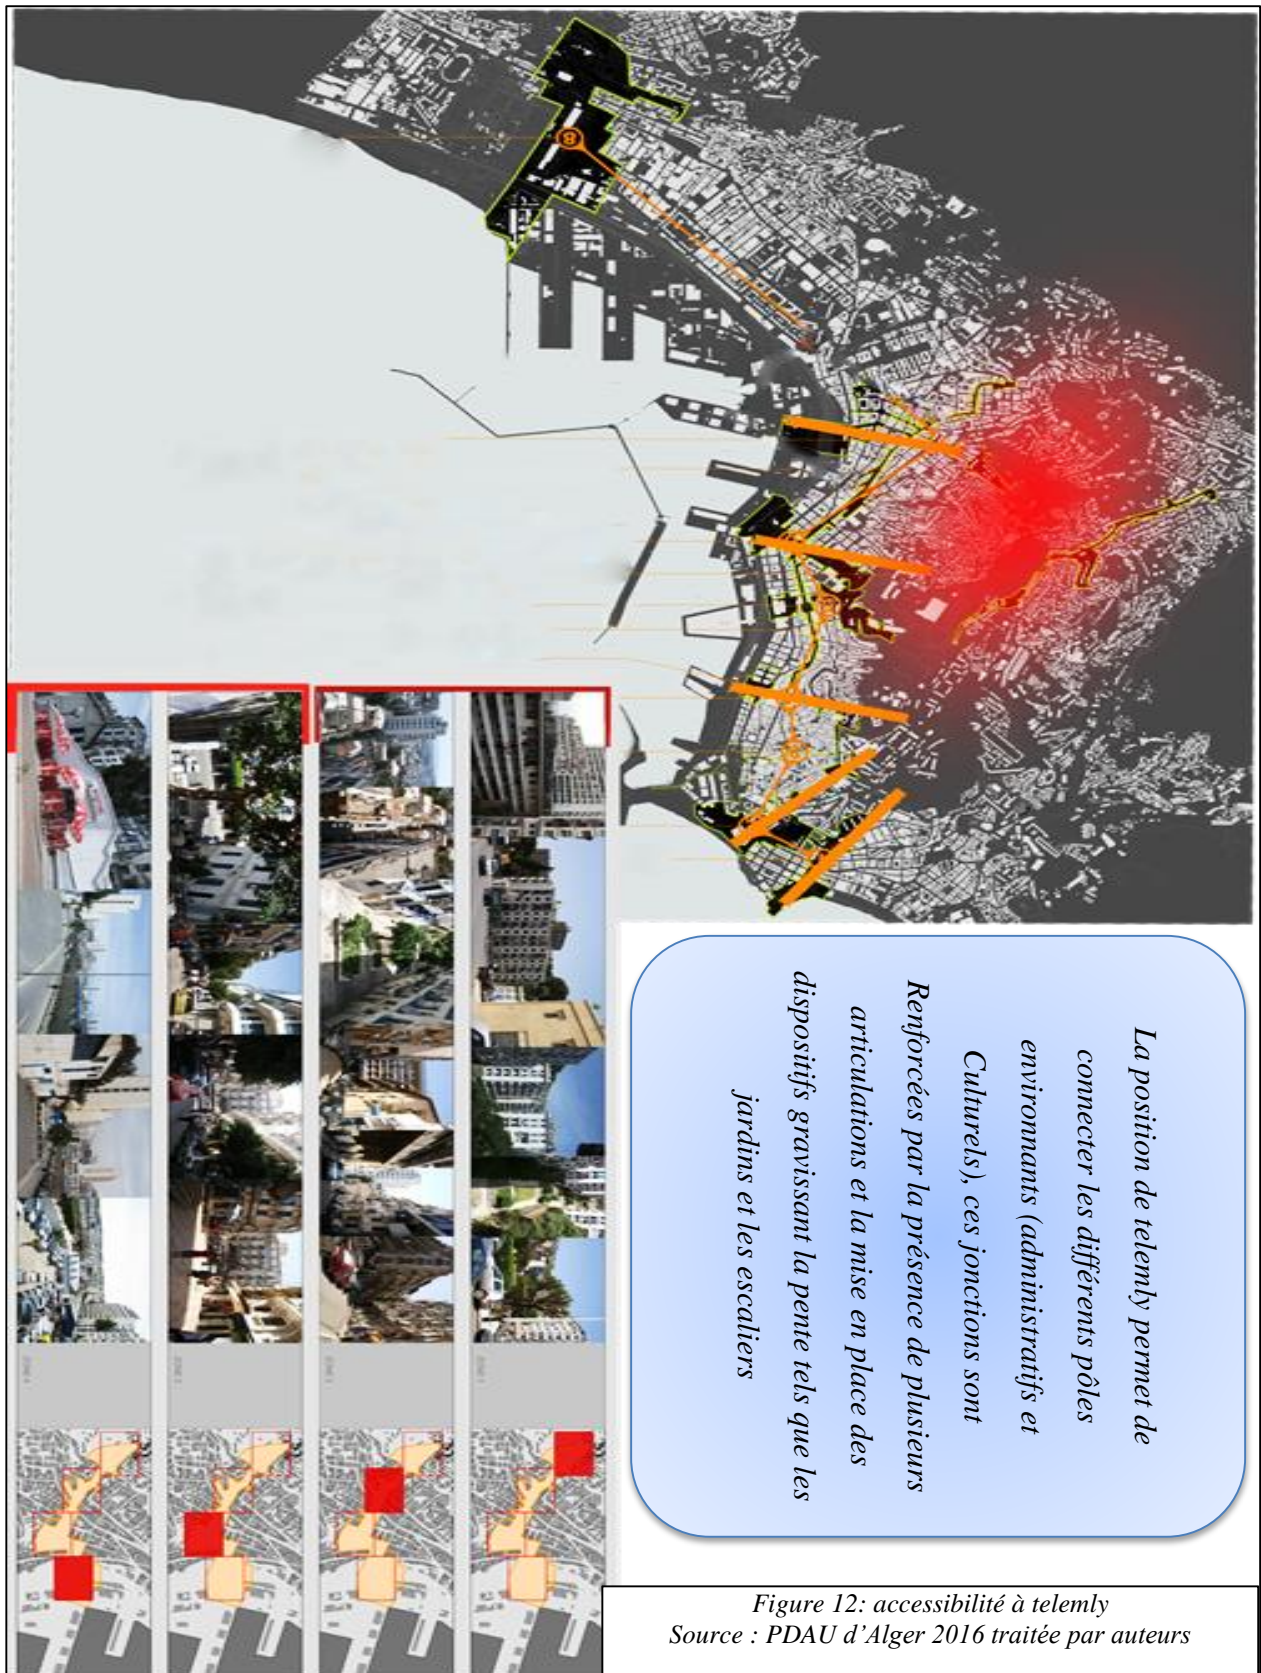 La position de telemly permet de
connecter les différents pôles
environnants (administratifs et
Culturels), ces jonctions sont
Renforcées par la présence de plusieurs
articulations et la mise en place des
dispositifs gravissant la pente tels que les
jardins et les escaliers
Figure 12: accessibilité à telemly
Source : PDAU d’Alger 2016 traitée par auteurs